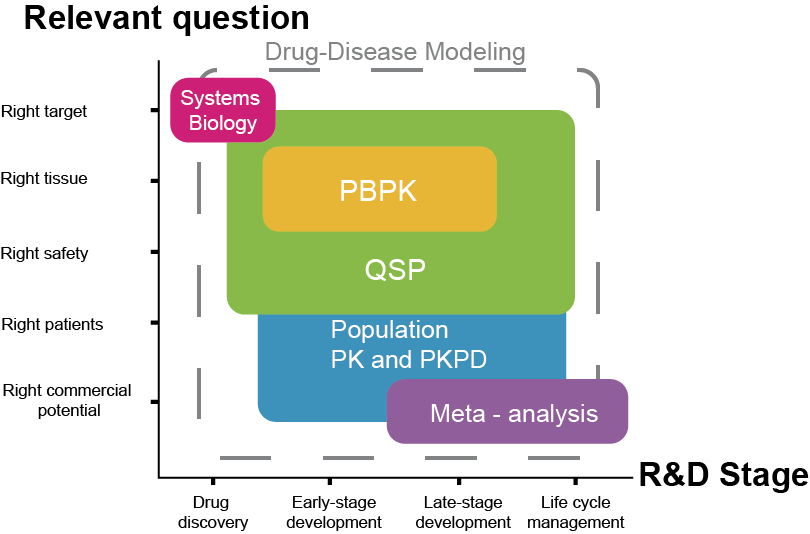 Relevant question
Drug-Disease Modeling
Systems
Biology
Right target
Right tissue
PBPK
Right safety
QSP
Right patients
Population
PK and PKPD
Right commercial
potential
Meta - analysis
R&D Stage
Drug
discovery
Early-stage
development
Late-stage
development
Life cycle
management